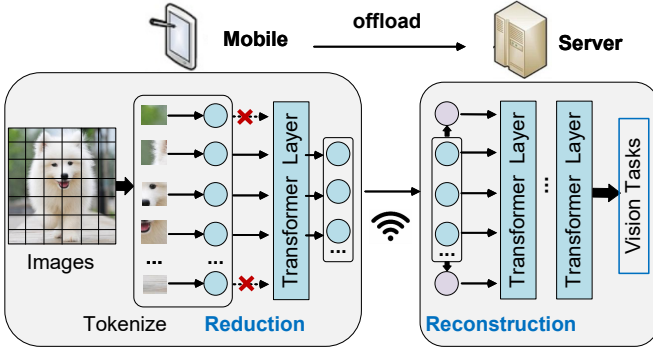 Mobile
offload
Server
Images
Tokenize
...
...
...
Reduction
Transformer Layer
...
...
Reconstruction
Transformer Layer
...
Transformer Layer
Vision Tasks